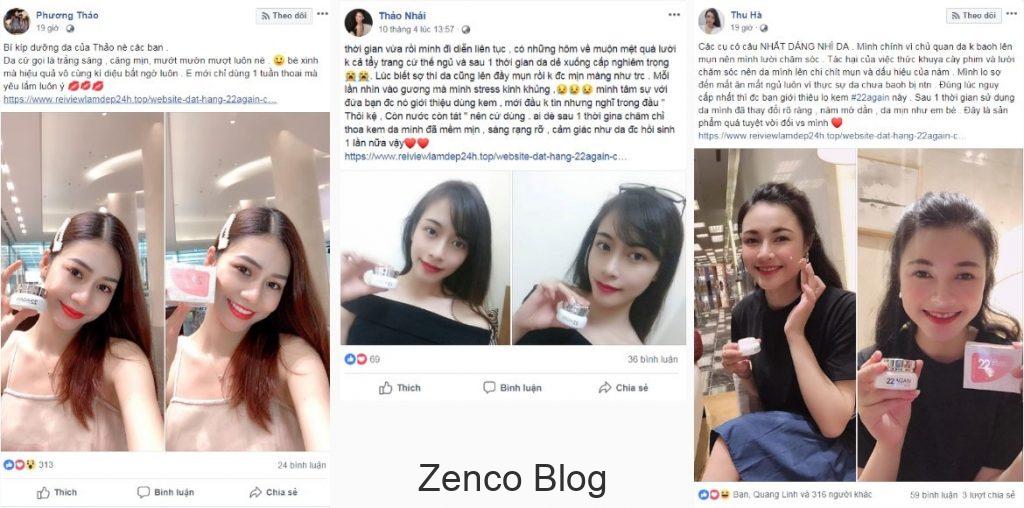 Phương Thảo
Theo dõi
19 giờ
Bí kíp dưỡng da của Thảo nè các bạn .
Da cứ gọi là trắng sáng , căng mịn, mướt mườn mượt luôn nè . bé xinh
mà hiệu quả vô cùng kì diệu bất ngờ luôn . E mới chỉ dùng 1 tuần thoai mà
yêu lắm luôn ý
https://www.reiviewlamdep24h.top/website-dat-hang-22again-c...
313
24 bình luận
Thích
Bình luận
Chia sẻ
Thảo Nhái
10 tháng 4 lúc 13:57
thời gian vừa rồi mình đi diễn liên tục , có những hôm về muộn mệt quá lười
k cả tẩy trang cứ thế ngủ và sau 1 thời gian da dẻ xuống cấp nghiêm trọng
. Lúc biết sợ thì da cũng lên đầy mụn rồi k đc mịn màng như trc . Mỗi
lần nhìn vào gương mà mình stress kinh khủng , mình tâm sự với
đứa bạn đc nó giới thiệu dùng kem , mới đầu k tin nhưng nghĩ trong đầu "
Thôi kệ . Còn nước còn tát " nên cứ dùng . ai dè sau 1 thời gina chăm chỉ
thoa kem da mình đã mềm mịn , sáng rạng rỡ , cảm giác như da đc hồi sinh
1 lần nữa vậy
https://www.reiviewlamdep24h.top/website-dat-hang-22again-c...
69
36 bình luận
Thích
Bình luận
Chia sẻ
Thu Hà
Theo dõi
19 giờ
Các cụ có câu NHẤT DÁNG NHÌ DA . Mình chính vì chủ quan da k baoh lên
mụn nên mình lười chăm sóc . Tác hại của việc thức khuya cày phim và lười
chăm sóc nên da mình lên chi chít mụn và dấu hiệu của nám . Mình lo sợ
đến mất ăn mất ngủ luôn vì thực sự da chưa baoh bị ntn . Đúng lúc nguy
cấp nhất thì đc bạn giới thiêu lo kem #22again này . Sau 1 thời gian sử dụng
da mình đã thay đổi rõ ràng , nám mờ dần , da mịn như em bé . Đây là sản
phẩm quá tuyệt vời đối vs mình
https://www.reiviewlamdep24h.top/website-dat-hang-22again-c...
22 AGAIN
22
Bạn, Quang Linh và 316 người khác
59 bình luận 3 lượt chia sẻ
Zenco Blog